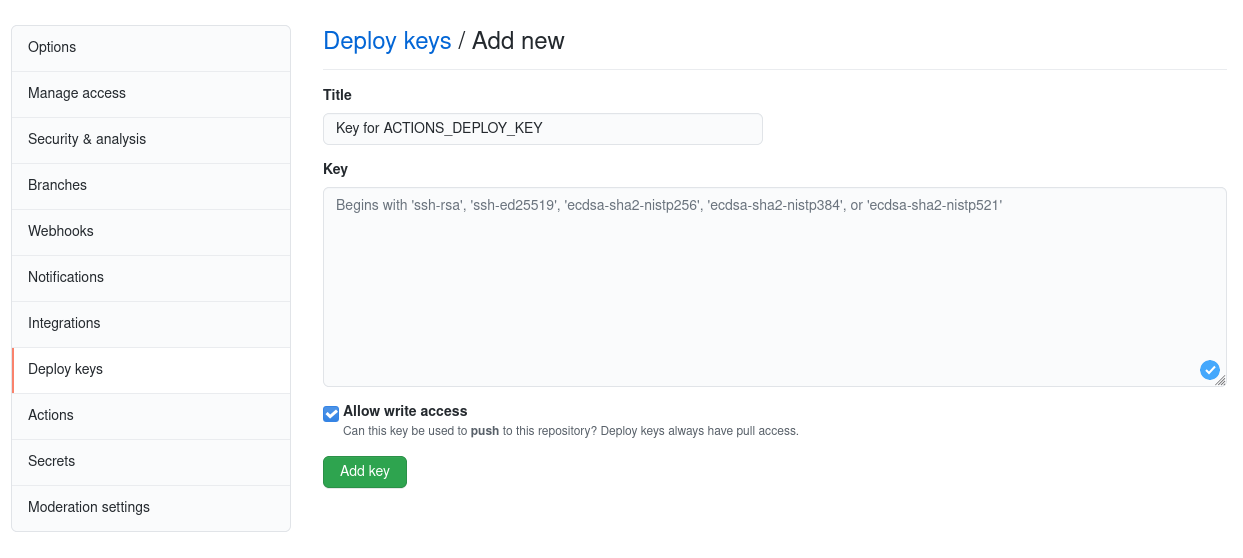 Options
Manage access
Security & analysis
Branches
Webhooks
Notifications
Integrations
Deploy keys
Actions
Secrets
Moderation settings
Deploy keys / Add new
Title
Key for ACTIONS_DEPLOY_KEY
Key
Begins with 'ssh-rsa', 'ssh-ed25519', 'ecdsa-sha2-nistp256', 'ecdsa-sha2-nistp384', or 'ecdsa-sha2-nistp521'
Allow write access
Can this key be used to push to this repository? Deploy keys always have pull access.
Add key